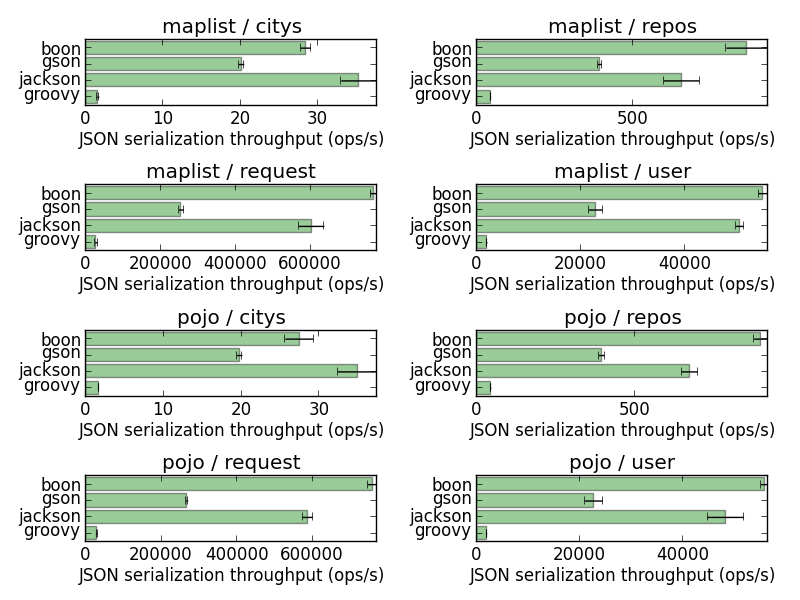 maplist / citys
boon
gson
jackson
groovy
0 10 20 30
JSON serialization throughput (ops/s)
maplist / repos
boon
gson
jackson
groovy
0 500
JSON serialization throughput (ops/s)
maplist / request
boon
gson
jackson
groovy
0 200000 400000 600000
JSON serialization throughput (ops/s)
maplist / user
boon
gson
jackson
groovy
0 20000 40000
JSON serialization throughput (ops/s)
pojo / citys
boon
gson
jackson
groovy
0 10 20 30
JSON serialization throughput (ops/s)
pojo / repos
boon
gson
jackson
groovy
0 500
JSON serialization throughput (ops/s)
pojo / request
boon
gson
jackson
groovy
0 200000 400000 600000
JSON serialization throughput (ops/s)
pojo / user
boon
gson
jackson
groovy
0 20000 40000
JSON serialization throughput (ops/s)